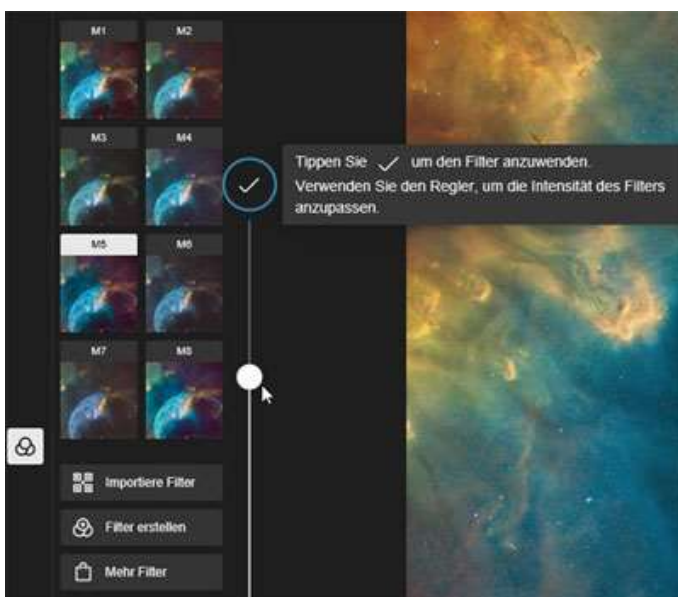 M1 M2
M3 M4
Tippen Sie ✓ um den Filter anzuwenden.
Verwenden Sie den Regler, um die Intensität des Filters
anzupassen.
M5 M6
M7 M8
Importiere Filter
Filter erstellen
Mehr Filter